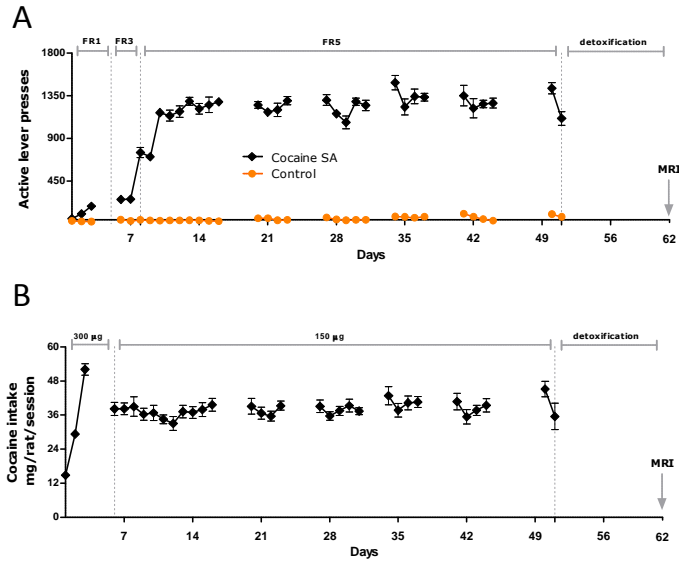 A
FR1 FR3 FR5 detoxification
1800
1350
900
450
Active lever presses
Cocaine SA
Control
MRI
7 14 21 28 35 42 49 56 62
Days
B
300 µg 150 µg detoxification
60
48
36
24
12
0
Cocaine intake
mg/rat/session
MRI
7 14 21 28 35 42 49 56 62
Days